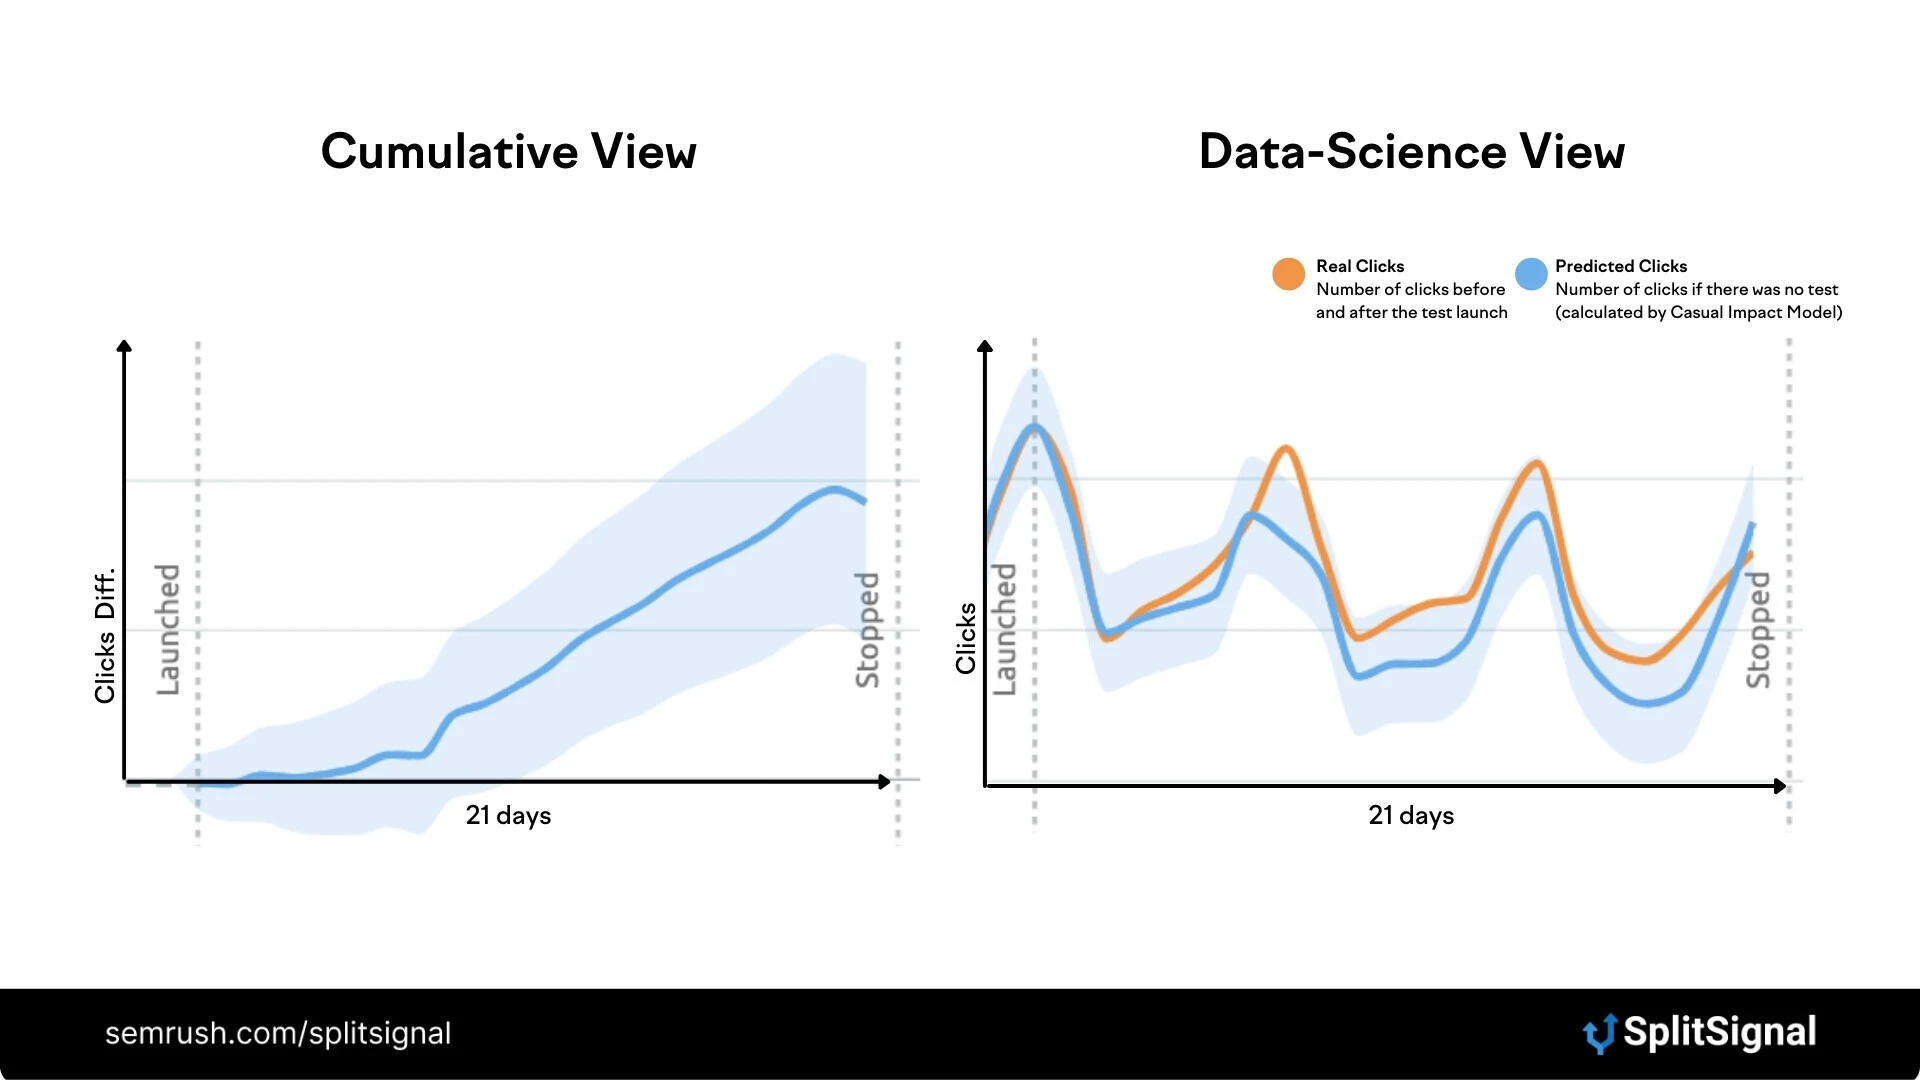 Cumulative View
Clicks Diff.
Launched
Stopped
21 days
Data-Science View
Real Clicks
Number of clicks before
and after the test launch
Predicted Clicks
Number of clicks if there was no test
(calculated by Casual Impact Model)
Clicks
Launched
Stopped
21 days
semrush.com/splitsignal
SplitSignal